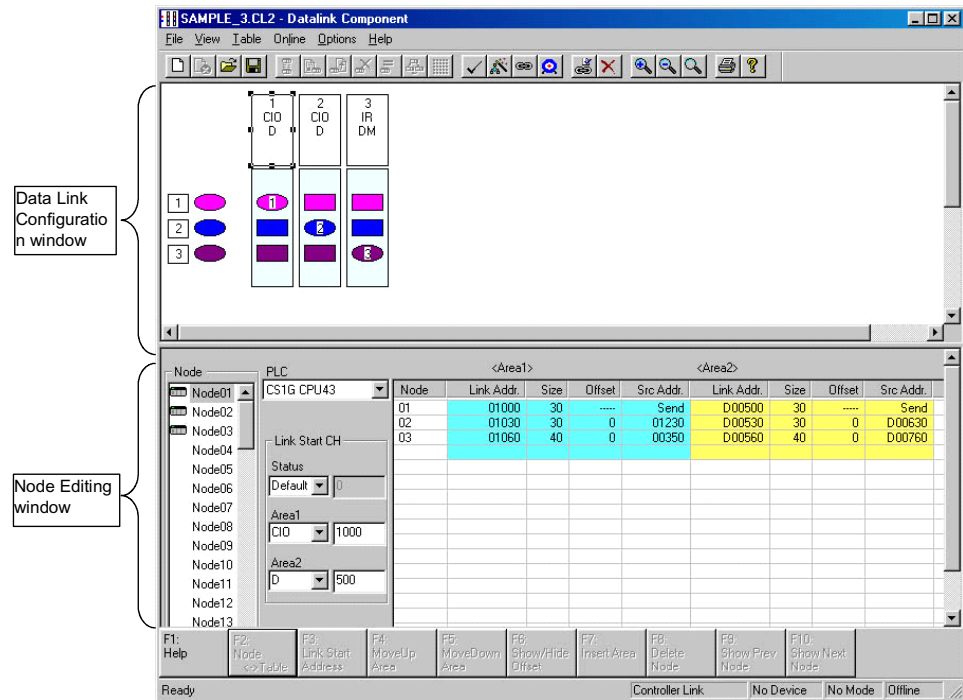 SAMPLE_3.CL2 - Datalink Component
File View Table Online Options Help
1 2 3
CIO CIO IR
D D DM
Data Link
Configuratio
n window
1 1
2 2
3 3
Node Editing
window
Node
Node01
Node02
Node03
Node04
Node05
Node06
Node07
Node08
Node09
Node10
Node11
Node12
Node13
PLC
CS1G CPU43
Link Start CH
Status
Default 0
Area1
CIO 1000
Area2
D 500
<Area1> <Area2>
Node Link Addr. Size Offset Src Addr. Link Addr. Size Offset Src Addr.
01 01000 30 ----- Send D00500 30 ----- Send
02 01030 30 0 01230 D00530 30 0 D00630
03 01060 40 0 00350 D00560 40 0 D00760
F1:
Help
F2:
Node
<->Table
F3:
Link Start
Address
F4:
MoveUp
Area
F5:
MoveDown
Area
F6:
Show/Hide
Offset
F7:
Insert Area
F8:
Delete
Node
F9:
Show Prev
Node
F10:
Show Next
Node
Ready Controller Link No Device No Mode Offline